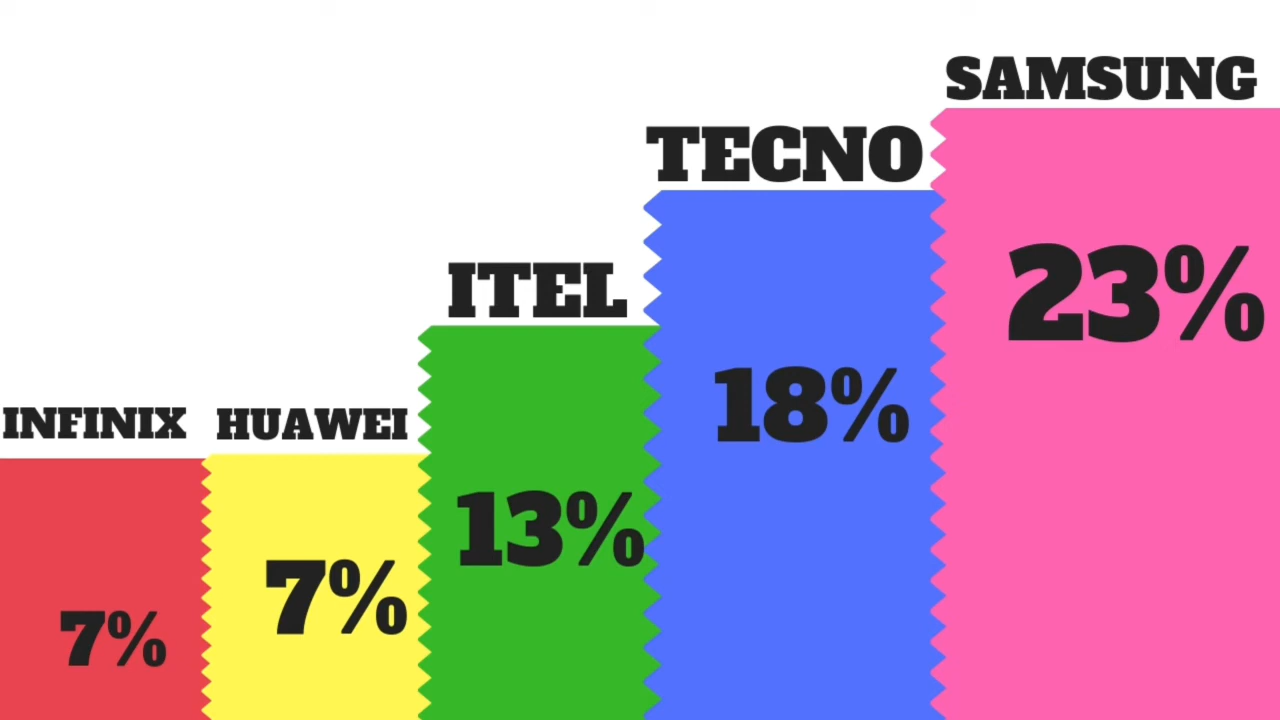 INFINIX
7%
HUAWEI
7%
ITEL
13%
TECNO
18%
SAMSUNG
23%